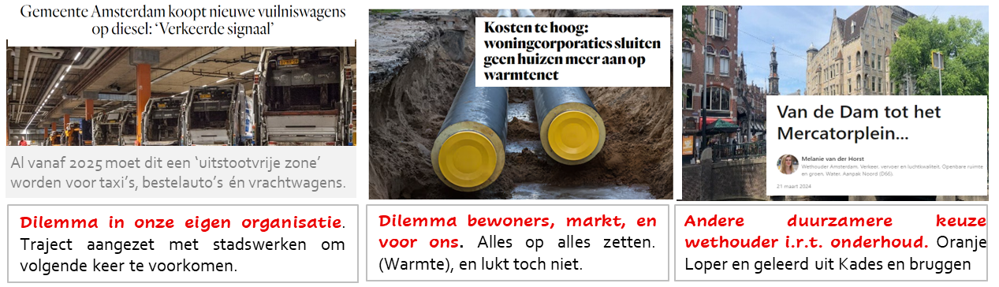 Gemeente Amsterdam koopt nieuwe vuilniswagens
op diesel: ‘Verkeerde signaal’
Al vanaf 2025 moet dit een ‘uitstootvrije zone’
worden voor taxi’s, bestelauto’s én vrachtwagens.
Dilemma in onze eigen organisatie.
Traject aangezet met stadswerken om
volgende keer te voorkomen.
Kosten te hoog:
woningcorporaties sluiten
geen huizen meer aan op
warmtenet
Dilemma bewoners, markt, en
voor ons. Alles op alles zetten.
(Warmte), en lukt toch niet.
Van de Dam tot het
Mercatorplein...
Melanie van der Horst
Wethouder Amsterdam. Verkeer, vervoer en luchtkwaliteit, Openbare ruimte
en groen, Water, Aanpak Noord (D66).
21 maart 2024
Andere duurzamere keuze
wethouder i.r.t. onderhoud. Oranje
Loper en geleerd uit Kades en bruggen